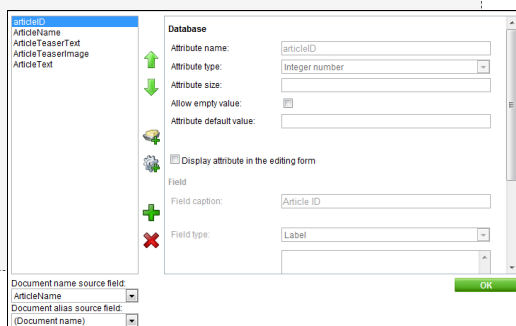 articleID
ArticleName
ArticleTeaserText
ArticleTeaserImage
ArticleText
Database
Attribute name: articleID
Attribute type: Integer number
Attribute size:
Allow empty value:
Attribute default value:
Display attribute in the editing form
Field
Field caption: Article ID
Field type: Label
OK
Document name source field:
ArticleName
Document alias source field:
(Document name)